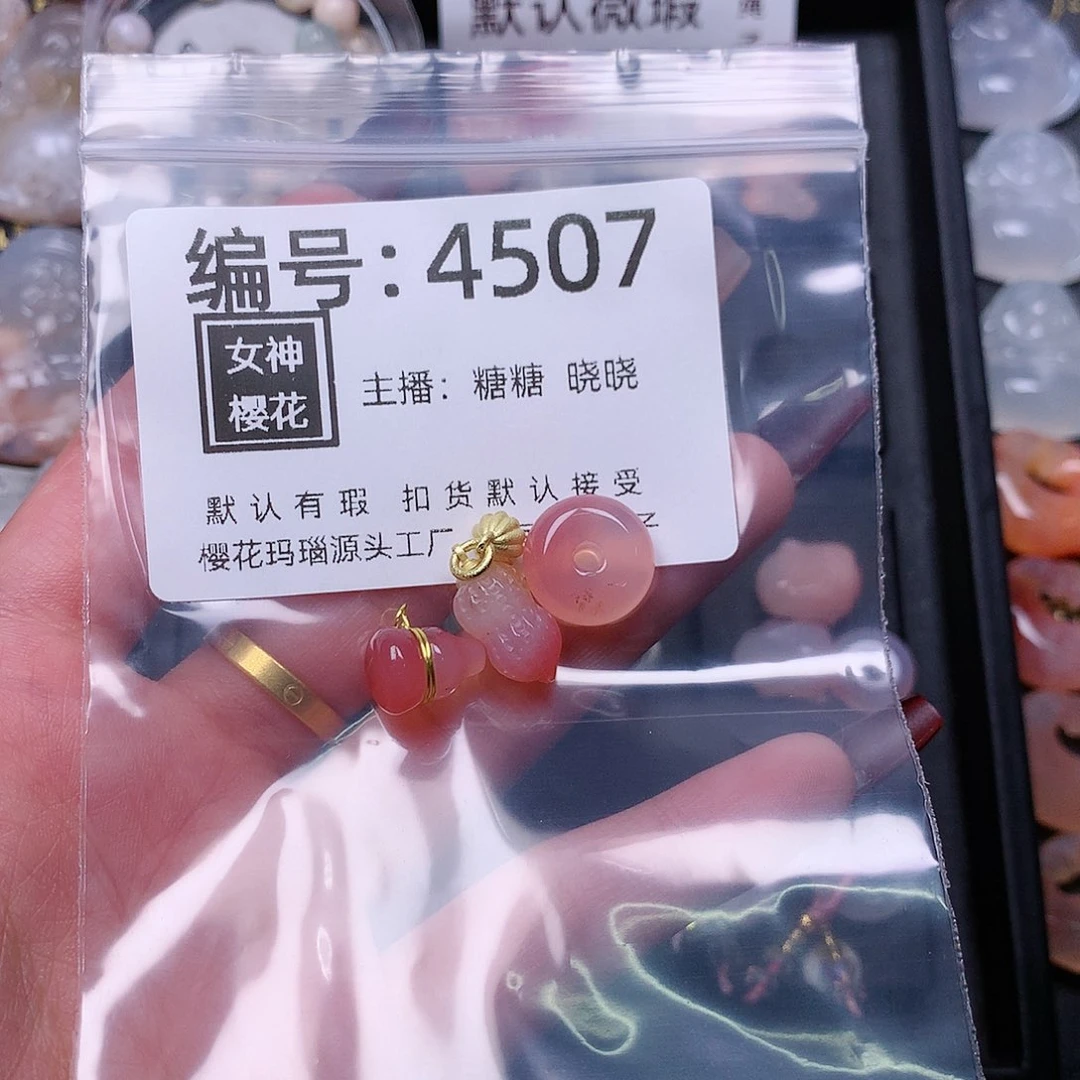 默认微瑕
编号：4507
女神
樱花
主播：糖糖 晓晓
默认有瑕 扣货默认接受
樱花玛瑙源头工厂